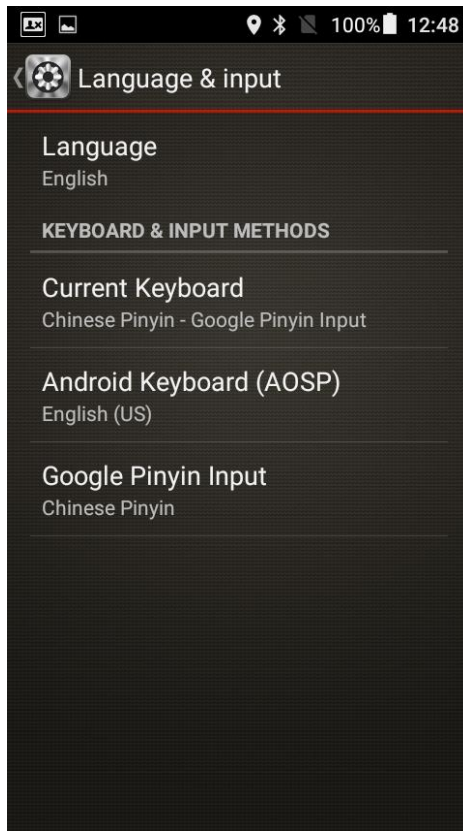 1x
100%
12:48
Language & input
Language
English
KEYBOARD & INPUT METHODS
Current Keyboard
Chinese Pinyin - Google Pinyin Input
Android Keyboard (AOSP)
English (US)
Google Pinyin Input
Chinese Pinyin